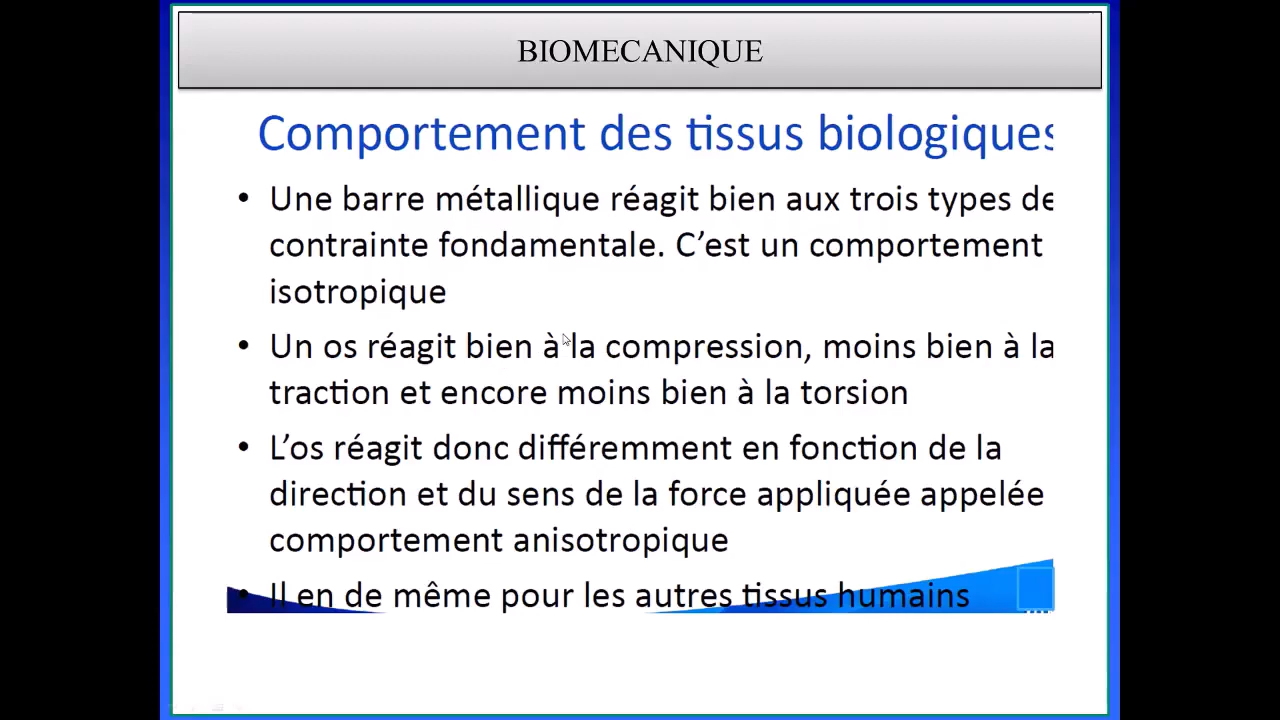 BIOMECANIQUE
Comportement des tissus biologiques
• Une barre métallique réagit bien aux trois types de
contrainte fondamentale. C’est un comportement
isotropique
• Un os réagit bien à la compression, moins bien à la
traction et encore moins bien à la torsion
• L’os réagit donc différemment en fonction de la
direction et du sens de la force appliquée appelée
comportement anisotropique
• Il en de même pour les autres tissus humains